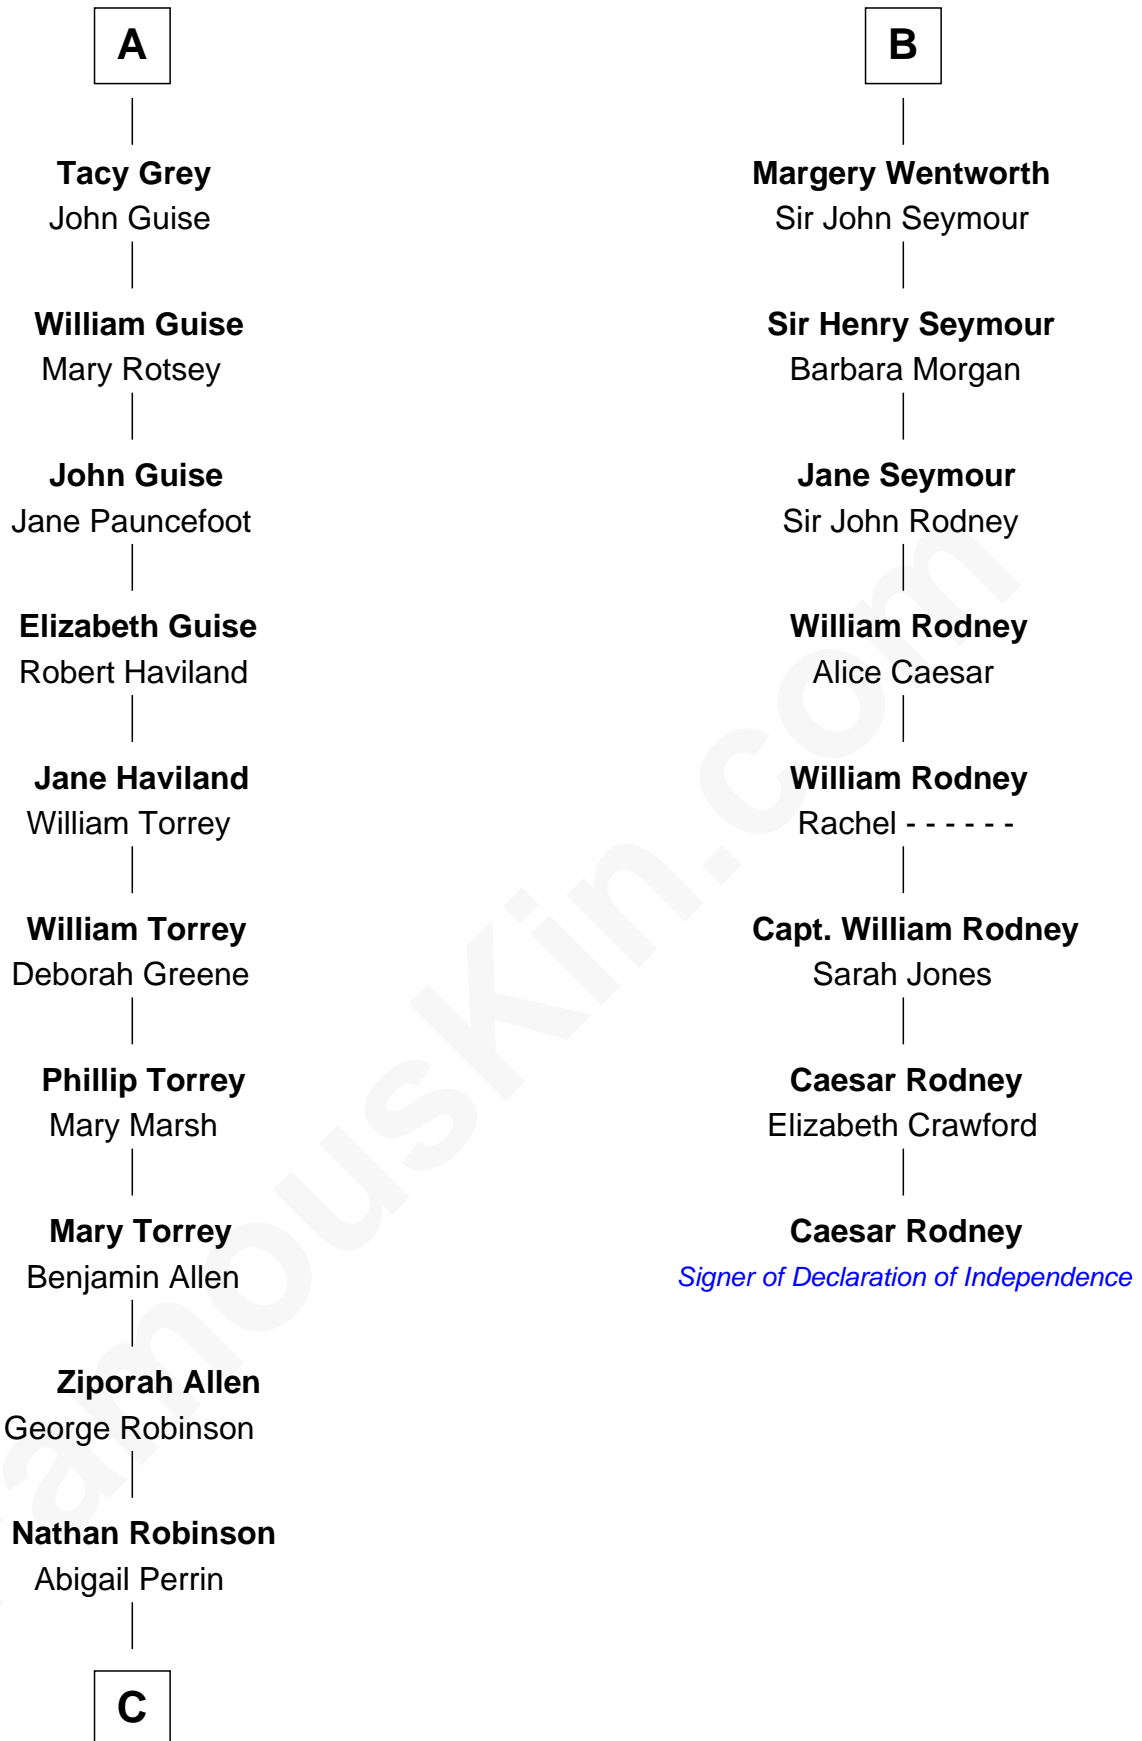 A
Tacy Grey
John Guise
William Guise
Mary Rotsey
John Guise
Jane Pauncefoot
Elizabeth Guise
Robert Haviland
Jane Haviland
William Torrey
William Torrey
Deborah Greene
Phillip Torrey
Mary Marsh
Mary Torrey
Benjamin Allen
Ziporah Allen
George Robinson
Nathan Robinson
Abigail Perrin
C
B
Margery Wentworth
Sir John Seymour
Sir Henry Seymour
Barbara Morgan
Jane Seymour
Sir John Rodney
William Rodney
Alice Caesar
William Rodney
Rachel - - - - - -
Capt. William Rodney
Sarah Jones
Caesar Rodney
Elizabeth Crawford
Caesar Rodney
Signer of Declaration of Independence
FamousKin.com